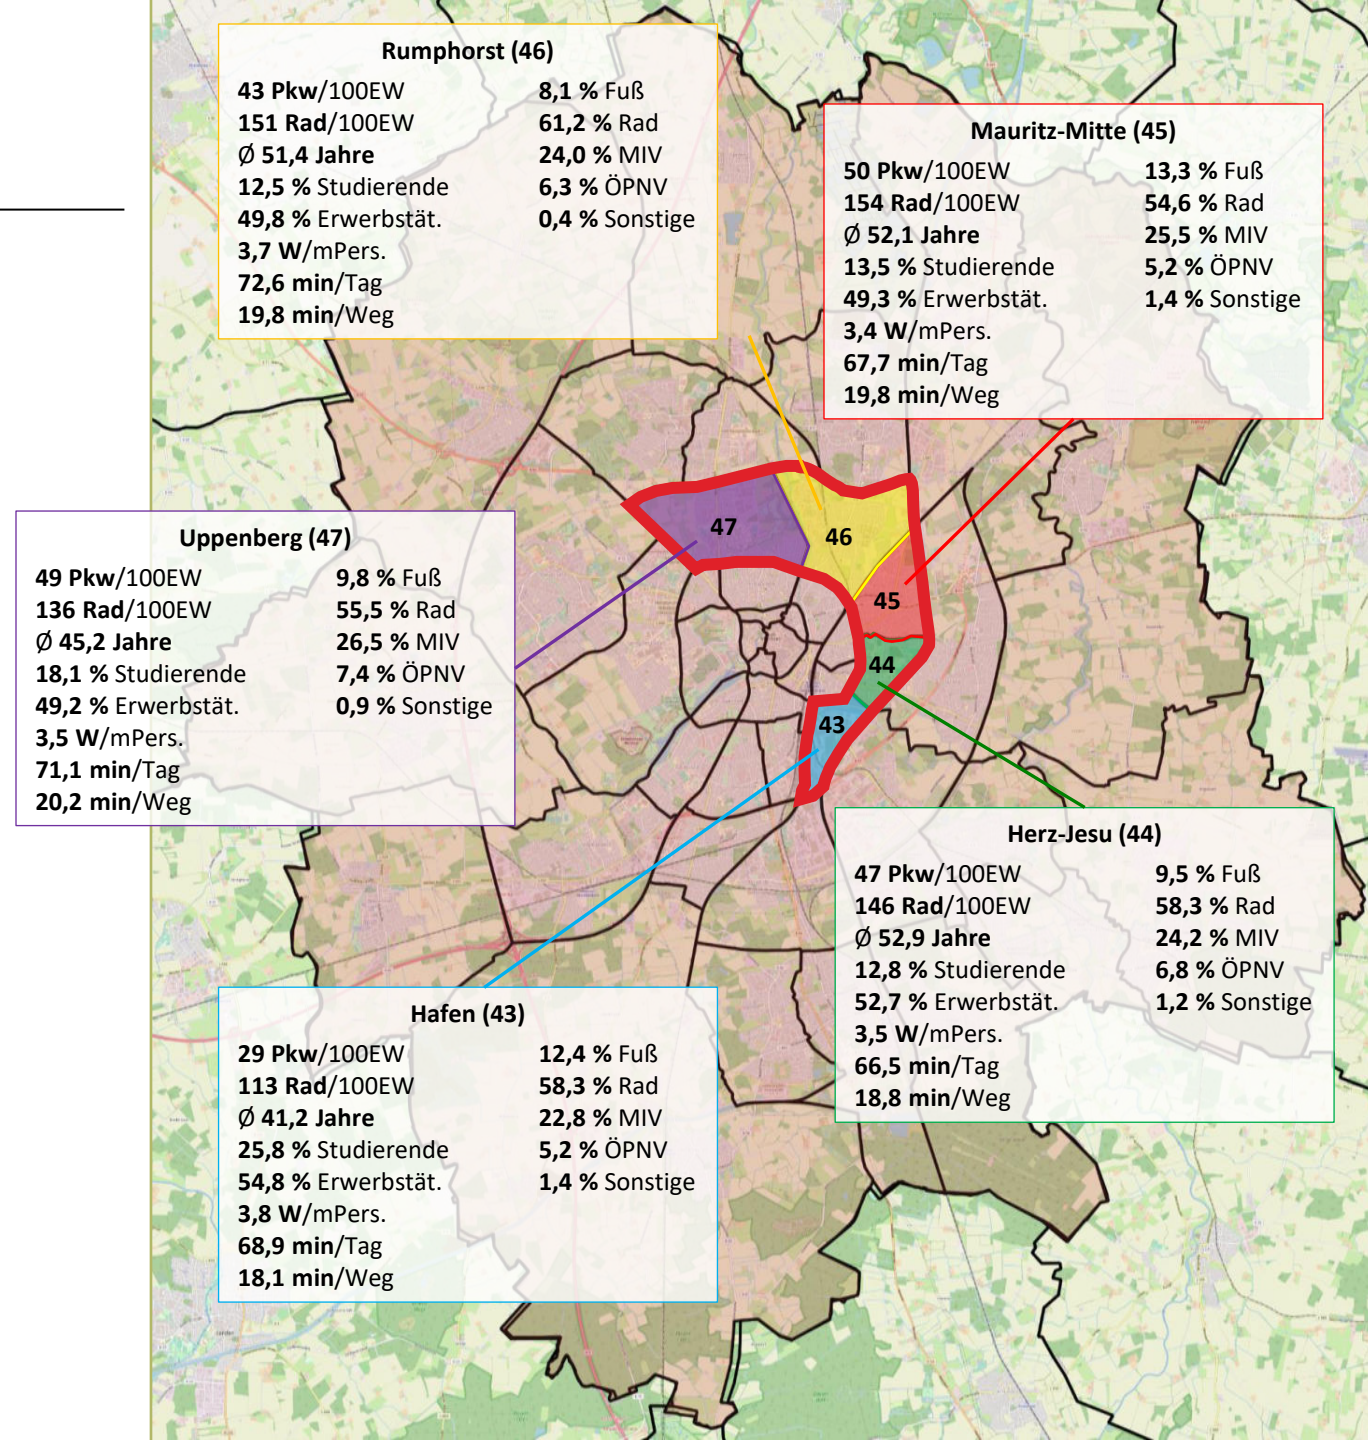 Rumphorst (46)
43 Pkw/100EW
151 Rad/100EW
Ø 51,4 Jahre
12,5 % Studierende
49,8 % Erwerbstät.
3,7 W/mPers.
72,6 min/Tag
19,8 min/Weg
8,1 % Fuß
61,2 % Rad
24,0 % MIV
6,3 % ÖPNV
0,4 % Sonstige
Mauritz-Mitte (45)
50 Pkw/100EW
154 Rad/100EW
Ø 52,1 Jahre
13,5 % Studierende
49,3 % Erwerbstät.
3,4 W/mPers.
67,7 min/Tag
19,8 min/Weg
13,3 % Fuß
54,6 % Rad
25,5 % MIV
5,2 % ÖPNV
1,4 % Sonstige
47
46
45
44
43
Uppenberg (47)
49 Pkw/100EW
136 Rad/100EW
Ø 45,2 Jahre
18,1 % Studierende
49,2 % Erwerbstät.
3,5 W/mPers.
71,1 min/Tag
20,2 min/Weg
9,8 % Fuß
55,5 % Rad
26,5 % MIV
7,4 % ÖPNV
0,9 % Sonstige
Herz-Jesu (44)
47 Pkw/100EW
146 Rad/100EW
Ø 52,9 Jahre
12,8 % Studierende
52,7 % Erwerbstät.
3,5 W/mPers.
66,5 min/Tag
18,8 min/Weg
9,5 % Fuß
58,3 % Rad
24,2 % MIV
6,8 % ÖPNV
1,2 % Sonstige
Hafen (43)
29 Pkw/100EW
113 Rad/100EW
Ø 41,2 Jahre
25,8 % Studierende
54,8 % Erwerbstät.
3,8 W/mPers.
68,9 min/Tag
18,1 min/Weg
12,4 % Fuß
58,3 % Rad
22,8 % MIV
5,2 % ÖPNV
1,4 % Sonstige